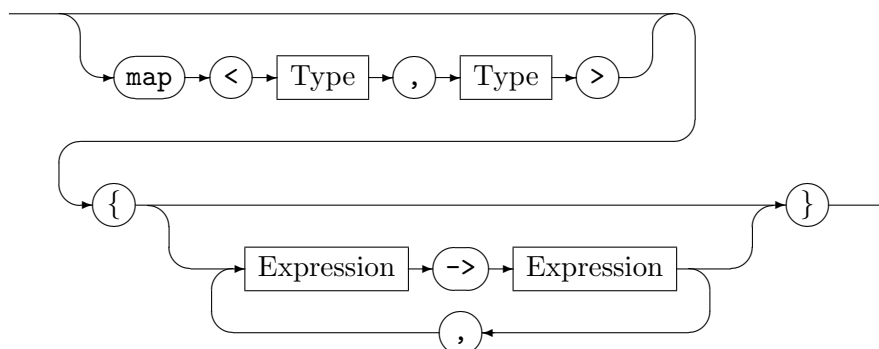 map < Type , Type >
{ }
Expression -> Expression
,